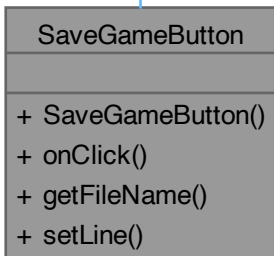 SaveGameButton
+ SaveGameButton()
+ onClick()
+ getFileName()
+ setLine()